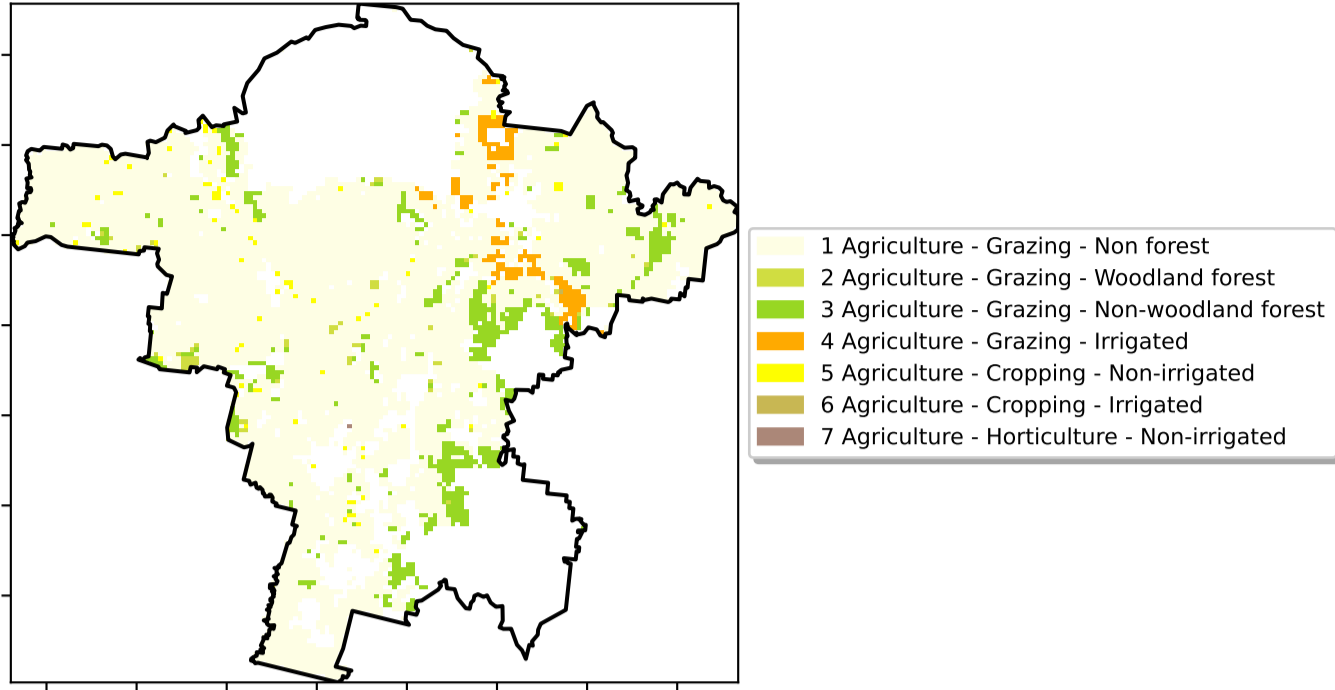 1 Agriculture - Grazing - Non forest
2 Agriculture - Grazing - Woodland forest
3 Agriculture - Grazing - Non-woodland forest
4 Agriculture - Grazing - Irrigated
5 Agriculture - Cropping - Non-irrigated
6 Agriculture - Cropping - Irrigated
7 Agriculture - Horticulture - Non-irrigated